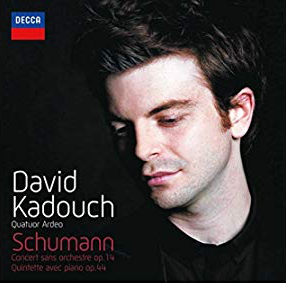 DECCA
David
Kadouch
Quatuor Ardeo
Schumann
Concert sans orchestre op.14
Quintette avec piano op.44